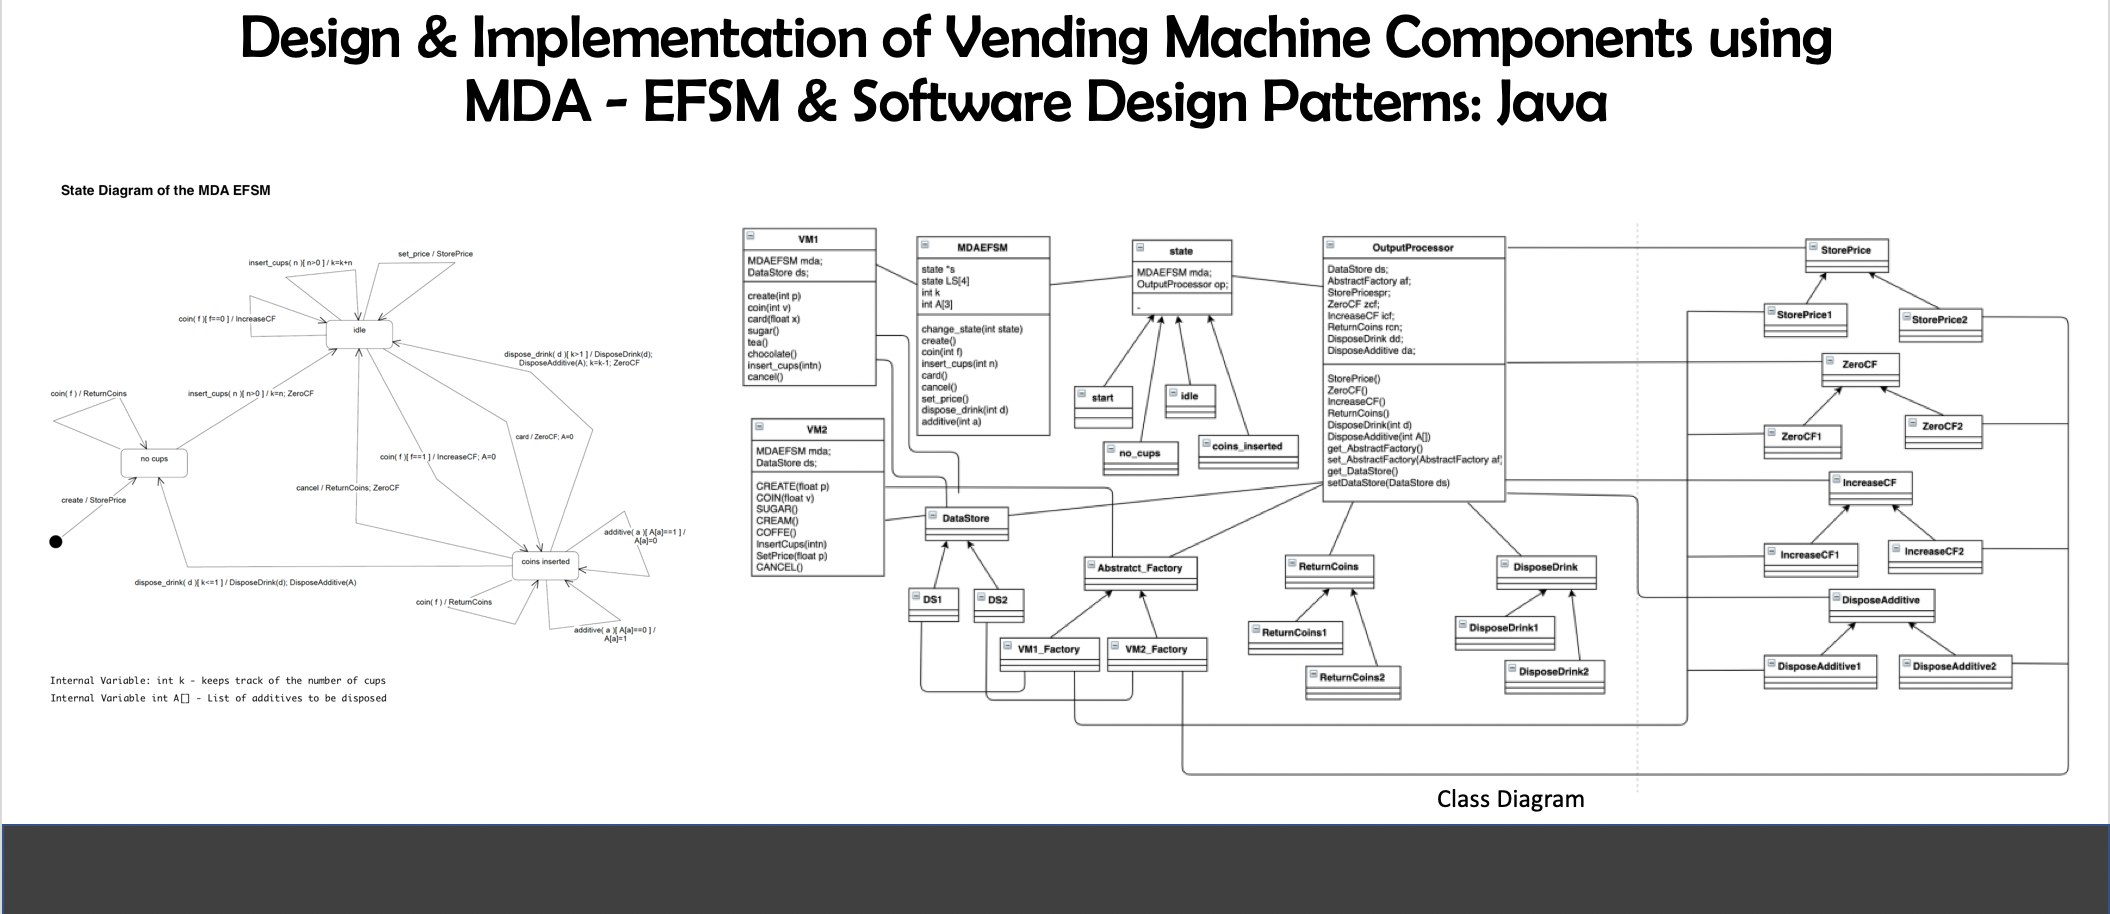 Design & Implementation of Vending Machine Components using
MDA - EFSM & Software Design Patterns: Java
State Diagram of the MDA EFSM
insert_cups( n )[ n>0 ] / k=k+n
set_price / StorePrice
coin( f )[ f==0 ] / IncreaseCF
idle
dispose_drink( d )[ k>1 ] / DisposeDrink(d);
DisposeAdditive(A); k=k-1; ZeroCF
coin( f ) / ReturnCoins
insert_cups( n )[ n>0 ] / k=n; ZeroCF
card / ZeroCF; A=0
no cups
coin( f )[ f==1 ] / IncreaseCF; A=0
cancel / ReturnCoins; ZeroCF
create / StorePrice
additive( a )[ A[a]==1 ] /
A[a]=0
coins inserted
dispose_drink( d )[ k<=1 ] / DisposeDrink(d); DisposeAdditive(A)
coin( f ) / ReturnCoins
additive( a )[ A[a]==0 ] /
A[a]=1
Internal Variable: int k - keeps track of the number of cups
Internal Variable int A[] - List of additives to be disposed
VM1
MDAEFSM mda;
DataStore ds;
create(int p)
coin(int v)
card(float x)
sugar()
tea()
chocolate()
insert_cups(intn)
cancel()
VM2
MDAEFSM mda;
DataStore ds;
CREATE(float p)
COIN(float v)
SUGAR()
CREAM()
COFFE()
InsertCups(intn)
SetPrice(float p)
CANCEL()
MDAEFSM
state *s
state LS[4]
int k
int A[3]
change_state(int state)
create()
coin(int f)
insert_cups(int n)
card()
cancel()
set_price()
dispose_drink(int d)
additive(int a)
state
MDAEFSM mda;
OutputProcessor op;
-
start
idle
no_cups
coins_inserted
OutputProcessor
DataStore ds;
AbstractFactory af;
StorePricespr;
ZeroCF zcf;
IncreaseCF icf;
ReturnCoins rcn;
DisposeDrink dd;
DisposeAdditive da;
StorePrice()
ZeroCF()
IncreaseCF()
ReturnCoins()
DisposeDrink(int d)
DisposeAdditive(int A[])
get_AbstractFactory()
set_AbstractFactory(AbstractFactory af;
get_DataStore()
setDataStore(DataStore ds)
DataStore
DS1
DS2
Abstratct_Factory
VM1_Factory
VM2_Factory
ReturnCoins
ReturnCoins1
ReturnCoins2
DisposeDrink
DisposeDrink1
DisposeDrink2
StorePrice
StorePrice1
StorePrice2
ZeroCF
ZeroCF1
ZeroCF2
IncreaseCF
IncreaseCF1
IncreaseCF2
DisposeAdditive
DisposeAdditive1
DisposeAdditive2
Class Diagram